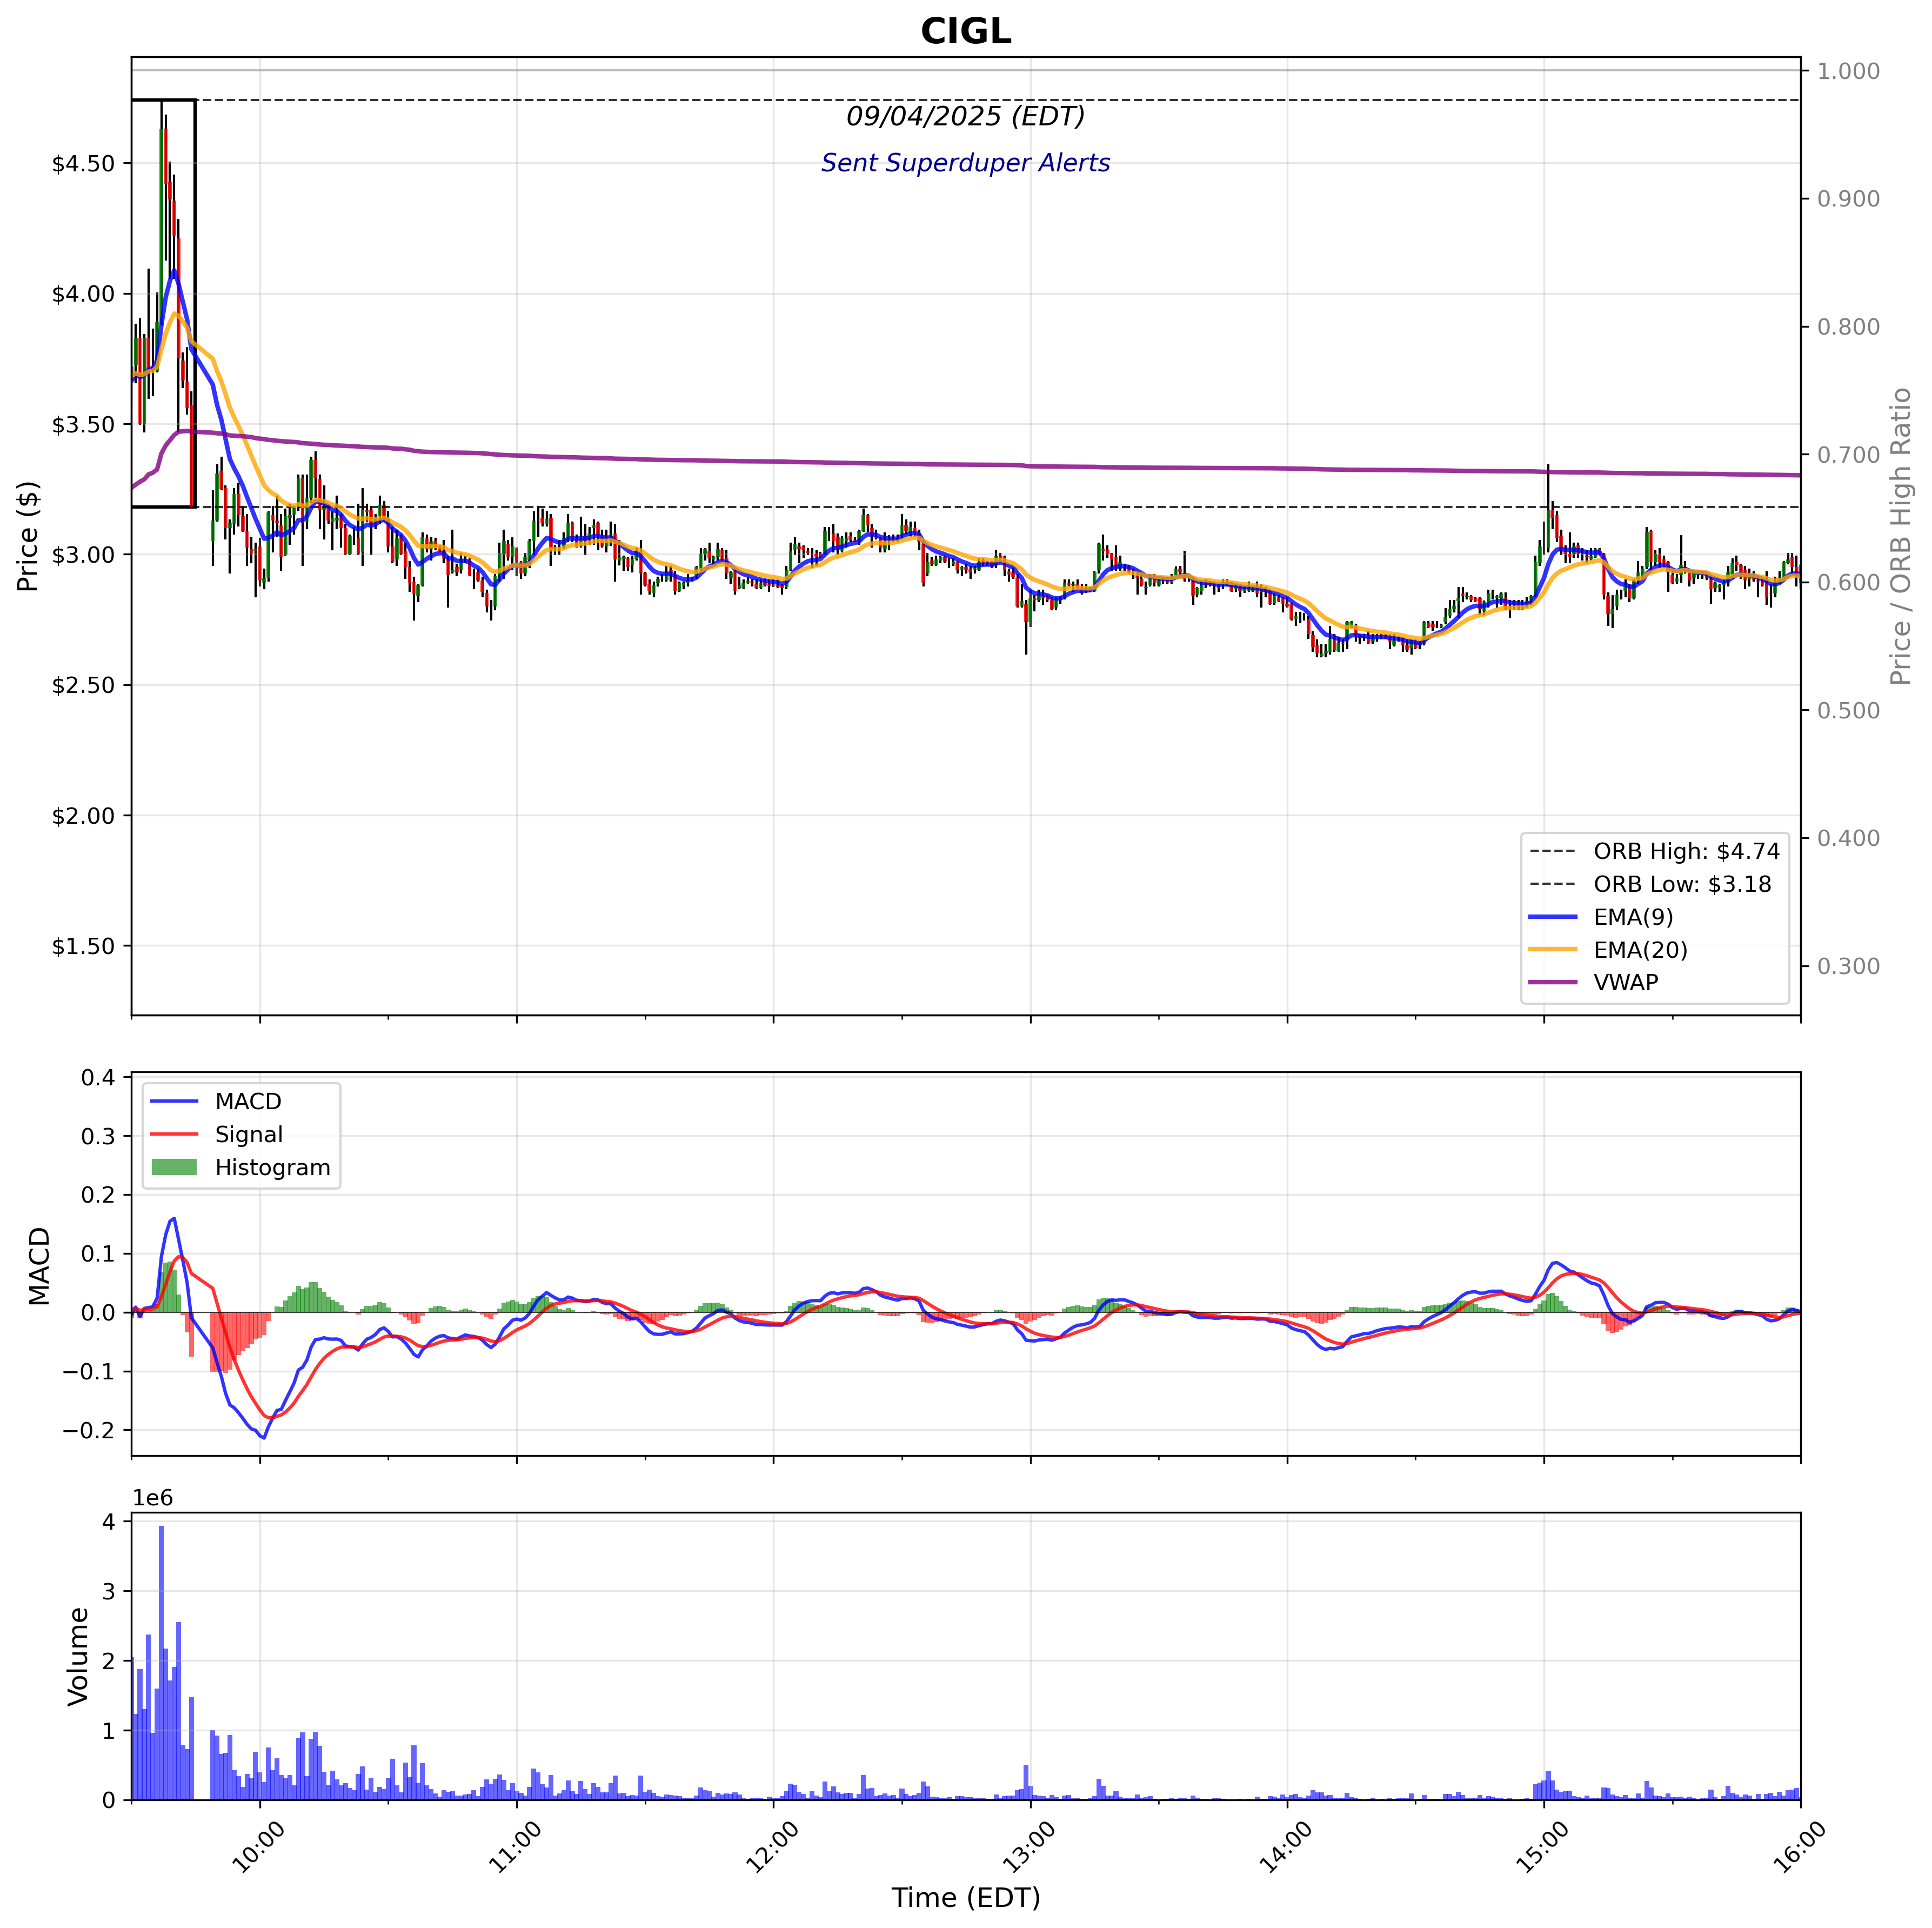 CIGL
09/04/2025 (EDT)
Sent Superduper Alerts
Price ($)
$4.50
$4.00
$3.50
$3.00
$2.50
$2.00
$1.50
1.000
0.900
0.800
0.700
0.600
0.500
0.400
0.300
Price / ORB High Ratio
ORB High: $4.74
ORB Low: $3.18
EMA(9)
EMA(20)
VWAP
MACD
0.4
0.3
0.2
0.1
0.0
−0.1
−0.2
MACD
Signal
Histogram
1e6
Volume
4
3
2
1
0
10:00
11:00
12:00
13:00
14:00
15:00
16:00
Time (EDT)